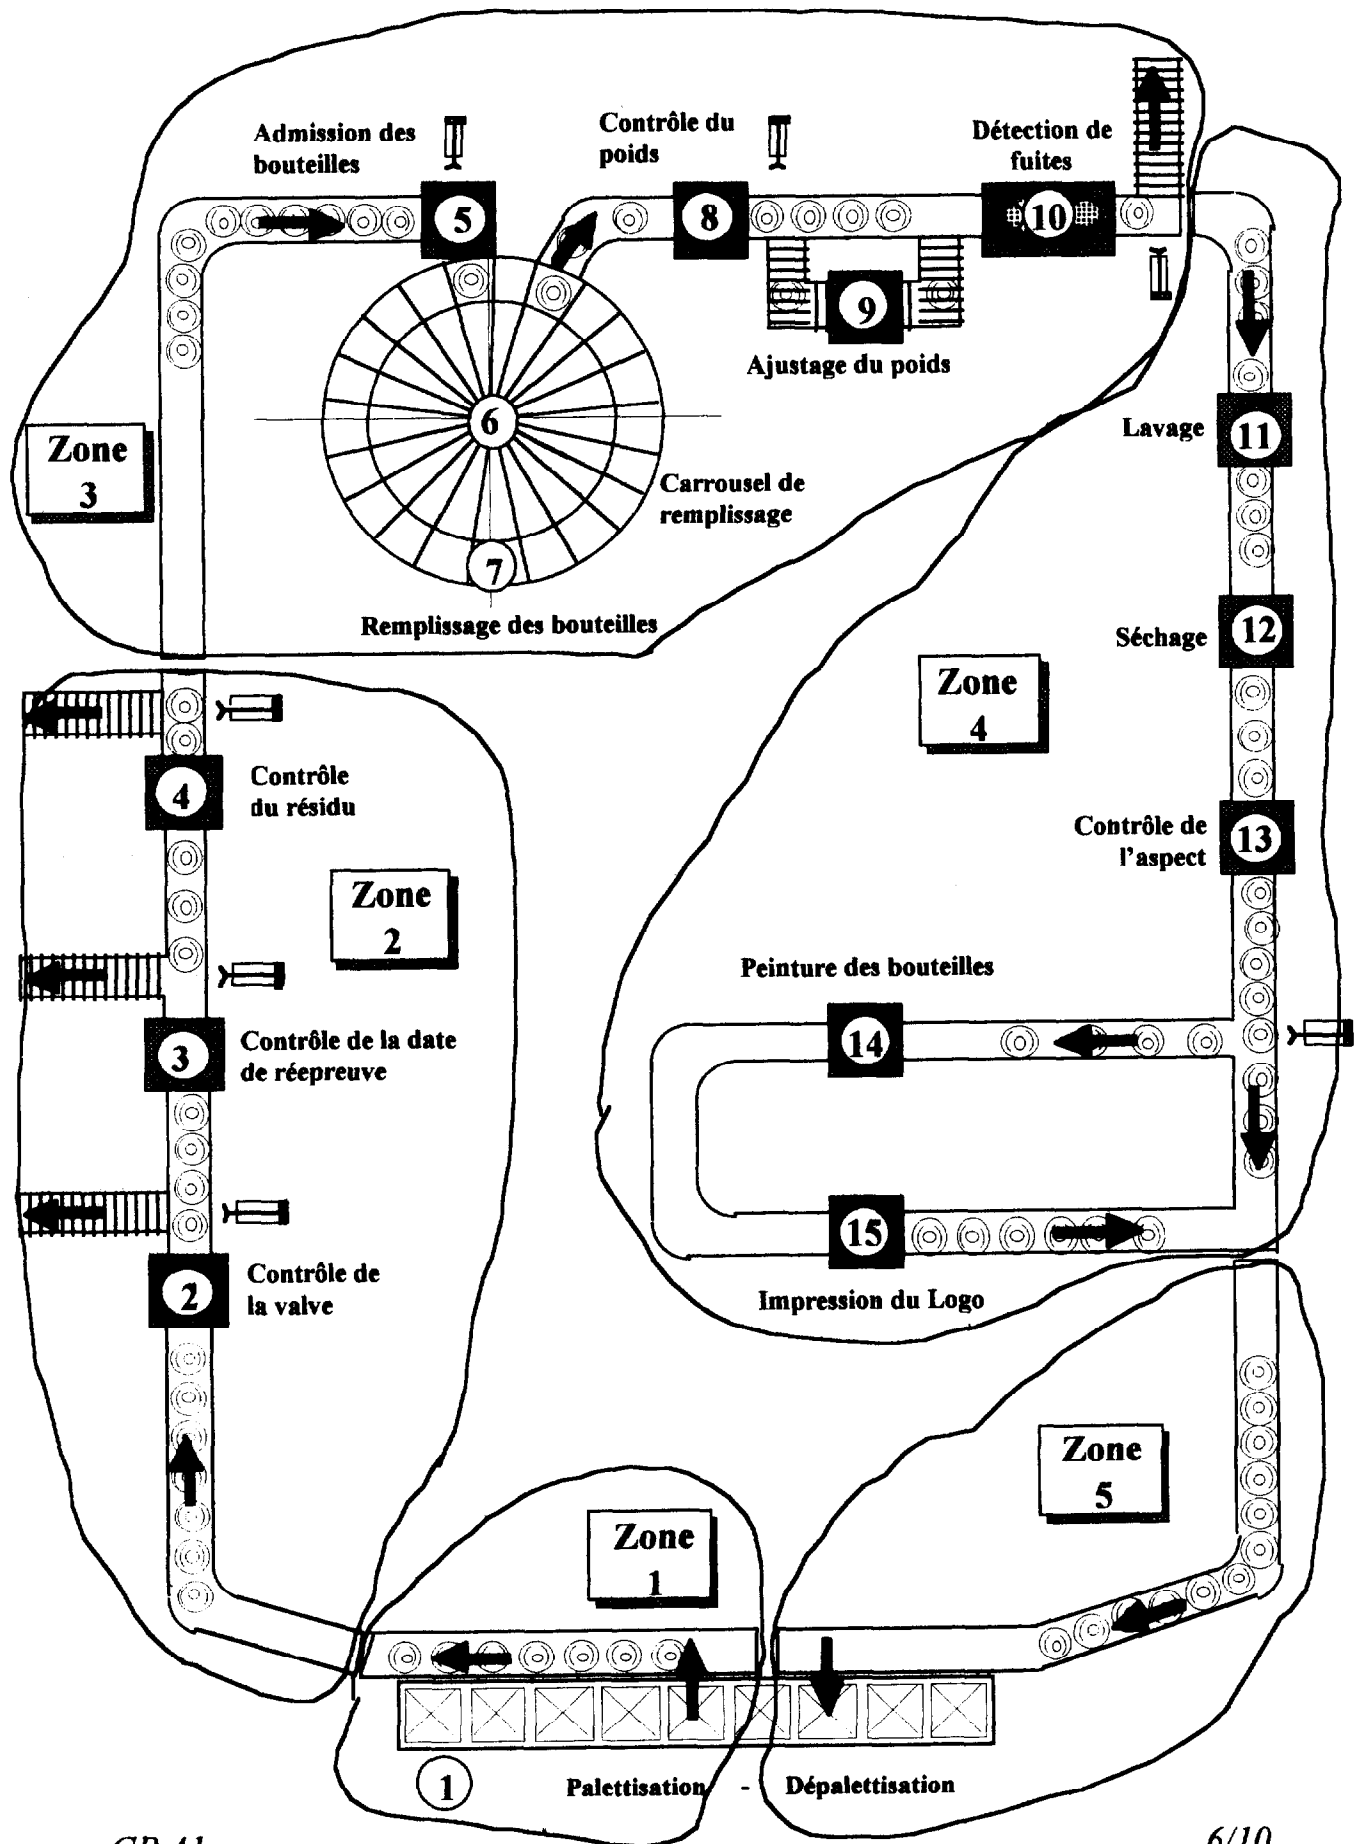 Admission des
bouteilles
Contrôle du
poids
Détection de
fuites
5
8
10
9
Ajustage du poids
6
Zone
3
Carrousel de
remplissage
7
Remplissage des bouteilles
Lavage
11
Séchage
12
Zone
4
4
Contrôle
du résidu
Contrôle de
l'aspect
13
Zone
2
Peinture des bouteilles
3
Contrôle de la date
de réepreuve
14
15
2
Contrôle de
la valve
Impression du Logo
Zone
5
Zone
1
1
Palettisation - Dépalettisation
6/10